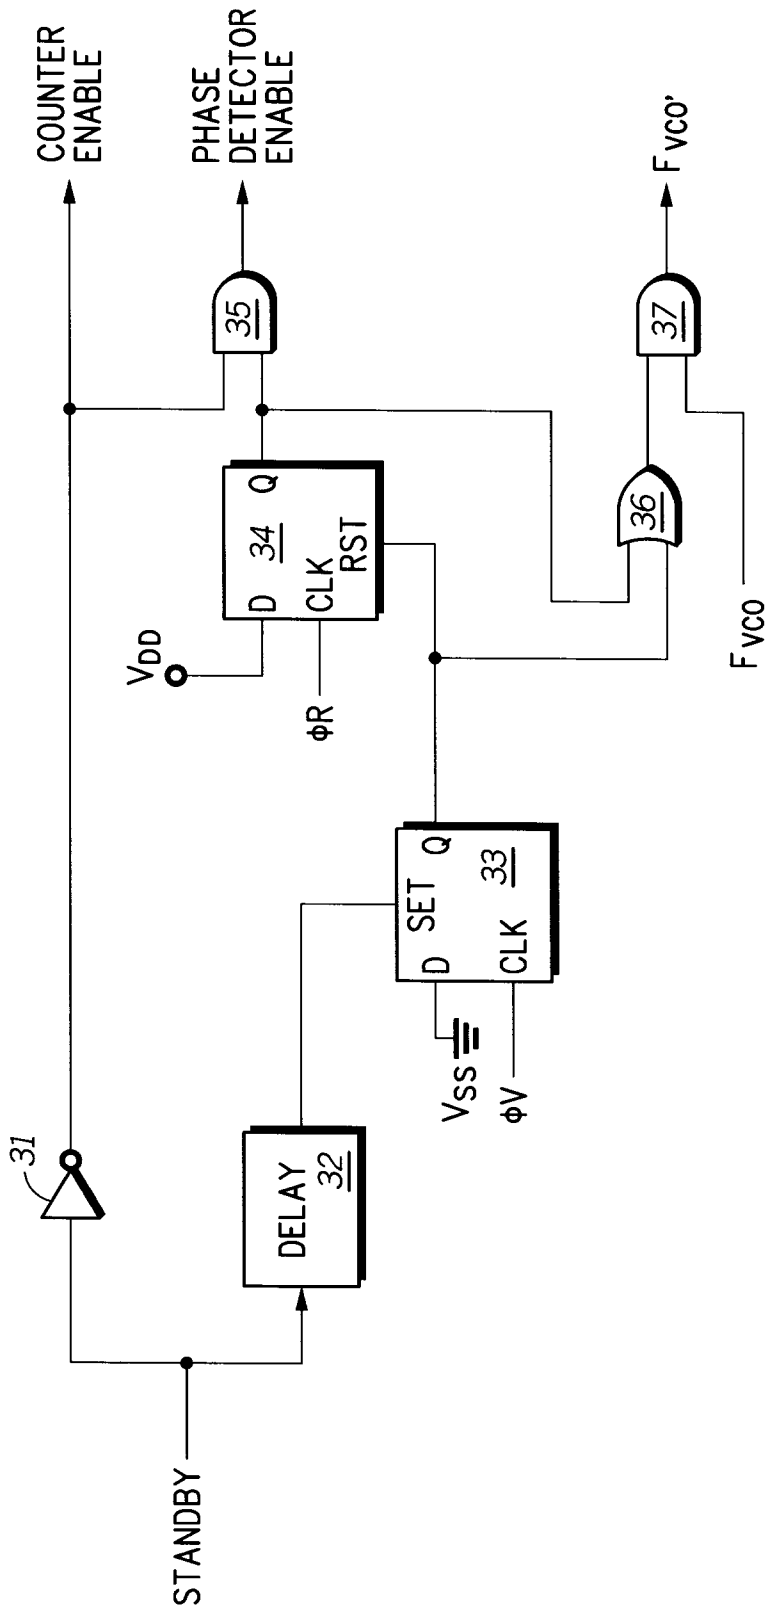 COUNTER
ENABLE
PHASE
DETECTOR
ENABLE
F VCO'
35
37
Q
34
D
CLK
RST
36
VDD
ΦR
FVCO
Q
33
SET
D
CLK
VSS
ΦV
31
DELAY
32
STANDBY